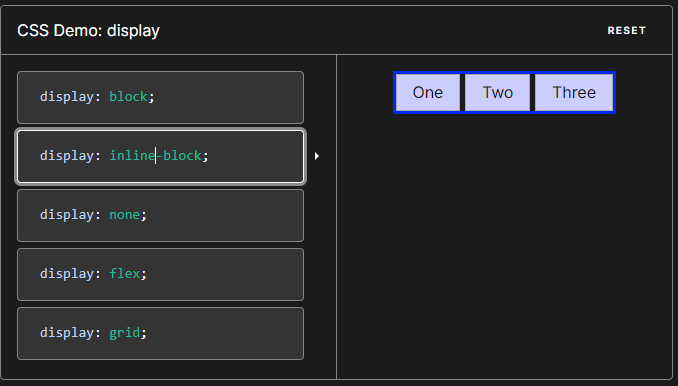 CSS Demo: display
RESET
display: block;
display: inline-block;
display: none;
display: flex;
display: grid;
One Two Three